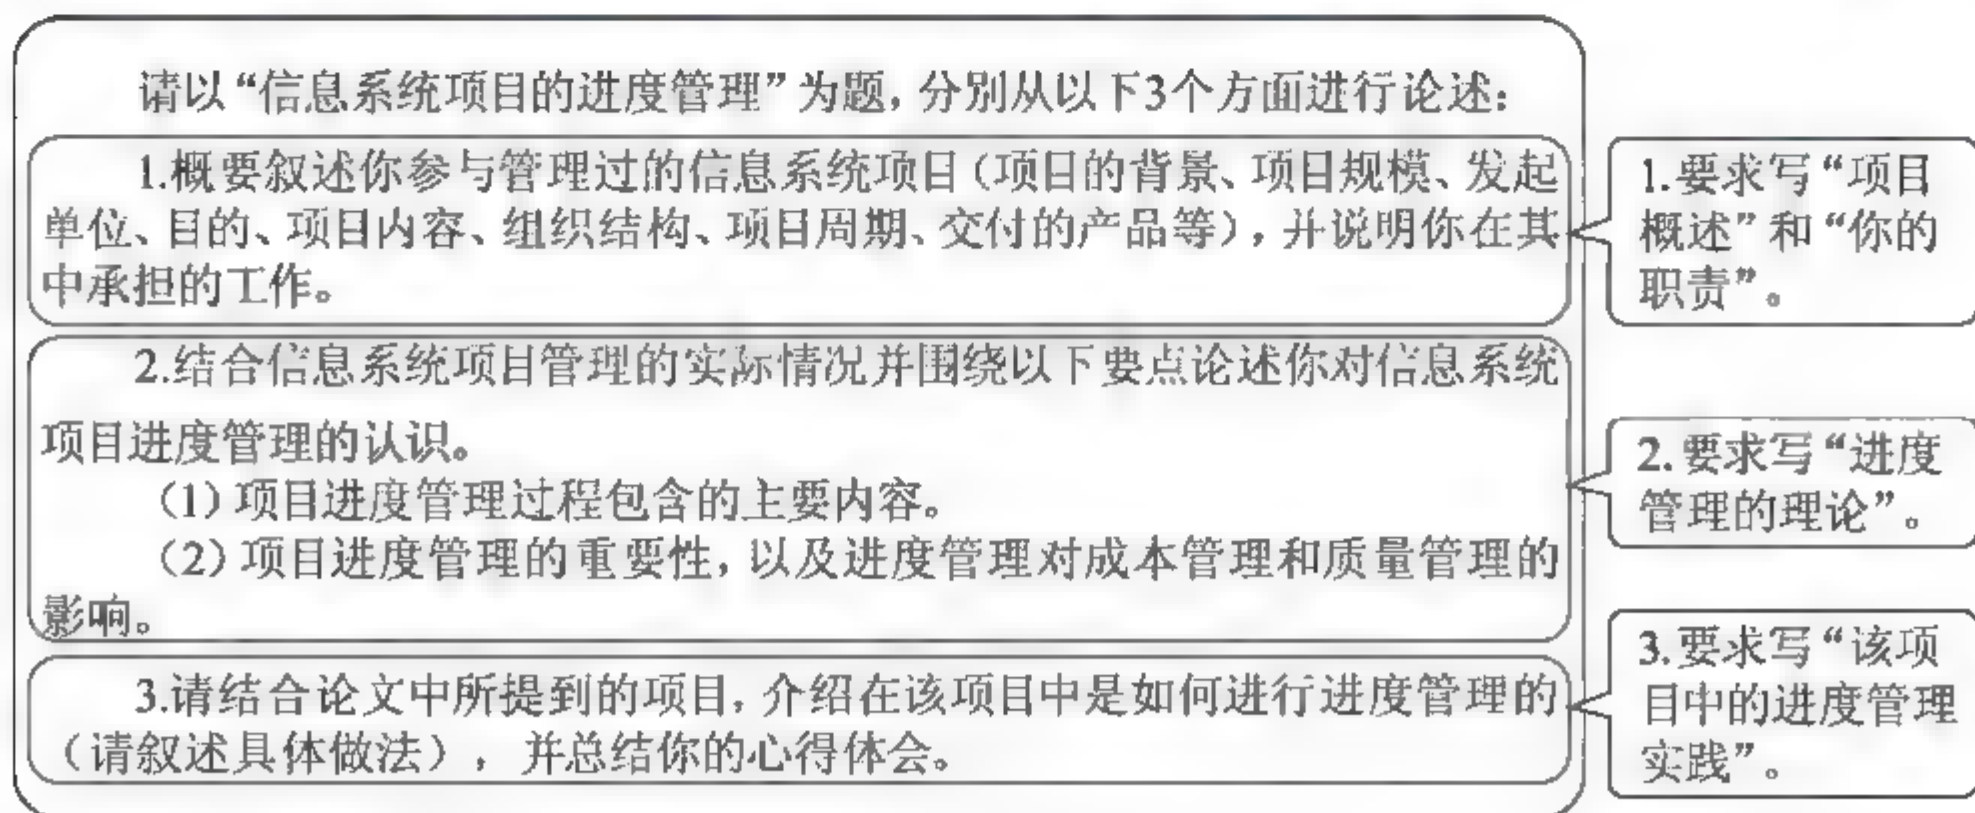 请以“信息系统项目的进度管理”为题，分别从以下3个方面进行论述：
1.概要叙述你参与管理过的信息系统项目（项目的背景、项目规模、发起
单位、目的、项目内容、组织结构、项目周期、交付的产品等），并说明你在其
中承担的工作。
2.结合信息系统项目管理的实际情况并围绕以下要点论述你对信息系统
项目进度管理的认识。
（1）项目进度管理过程包含的主要内容。
（2）项目进度管理的重要性，以及进度管理对成本管理和质量管理的
影响。
3.请结合论文中所提到的项目，介绍在该项目中是如何进行进度管理的
（请叙述具体做法），并总结你的心得体会。
1.要求写“项目
概述”和“你的
职责”。
2.要求写“进度
管理的理论”。
3.要求写“该项
目中的进度管理
实践”。